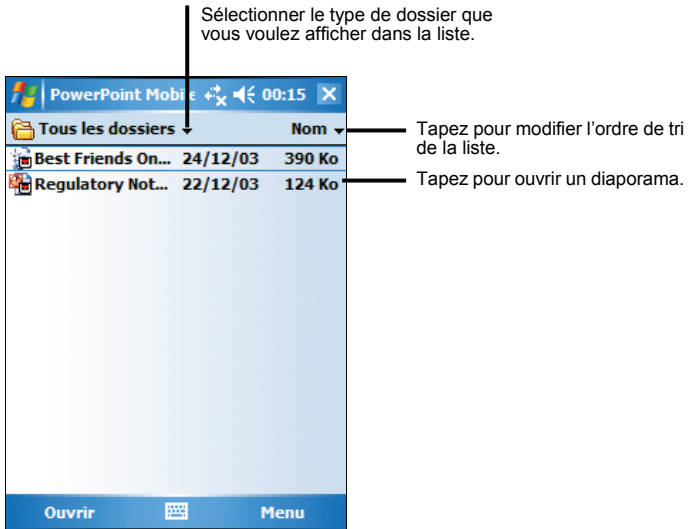 Sélectionner le type de dossier que
vous voulez afficher dans la liste.
PowerPoint Mobile 00:15
Tous les dossiers Nom
Best Friends On... 24/12/03 390 Ko
Regulatory Not... 22/12/03 124 Ko
Tapez pour modifier l’ordre de tri
de la liste.
Tapez pour ouvrir un diaporama.
Ouvrir Menu